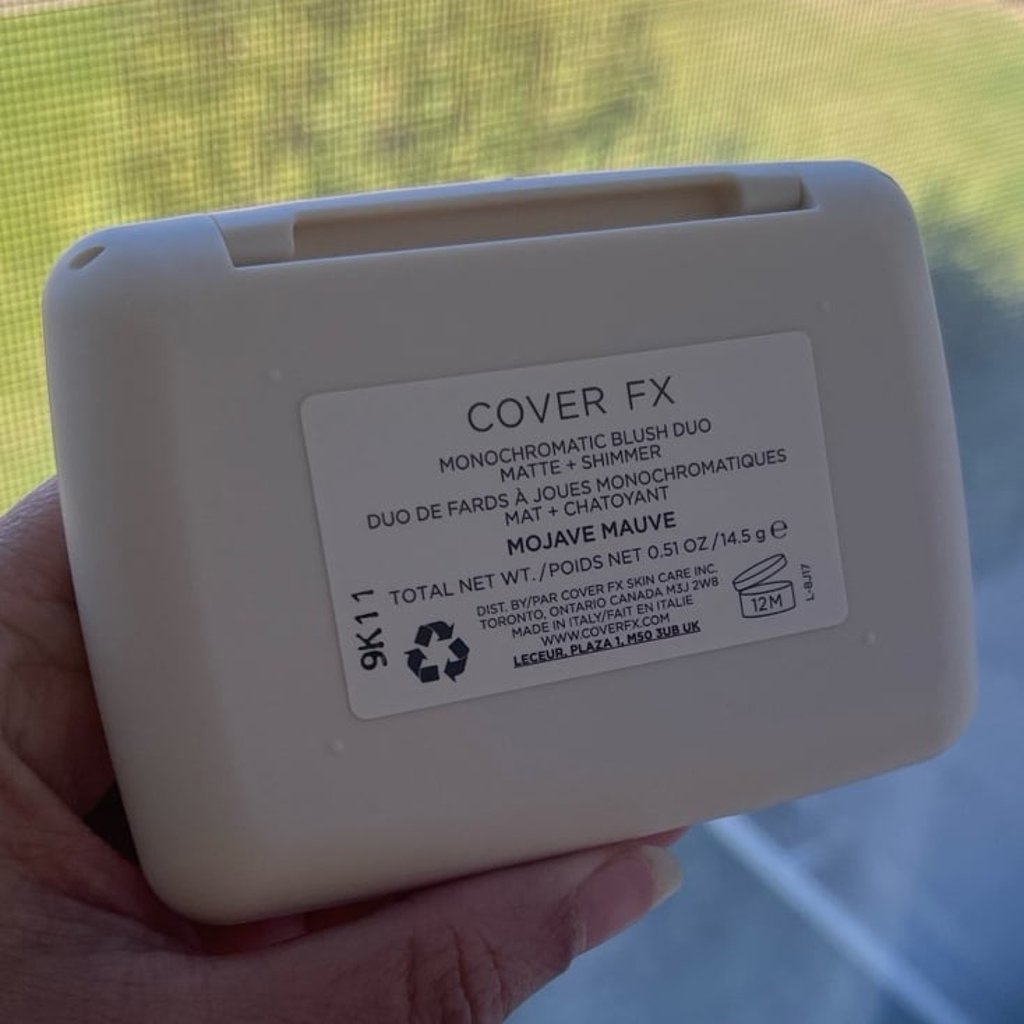 COVER FX
MONOCHROMATIC BLUSH DUO
MATTE + SHIMMER
DUO DE FARDS À JOUES MONOCHROMATIQUES
MAT + CHATOYANT
MOJAVE MAUVE
TOTAL NET WT. / POIDS NET 0.51 OZ / 14.5 g ℮
DIST. BY/PAR COVER FX SKIN CARE INC.
TORONTO, ONTARIO CANADA M3J 2W8
MADE IN ITALY/FAIT EN ITALIE
WWW.COVERFX.COM
LECEUR, PLAZA 1, M50 3UB UK
9K11
12M
L-BJ17